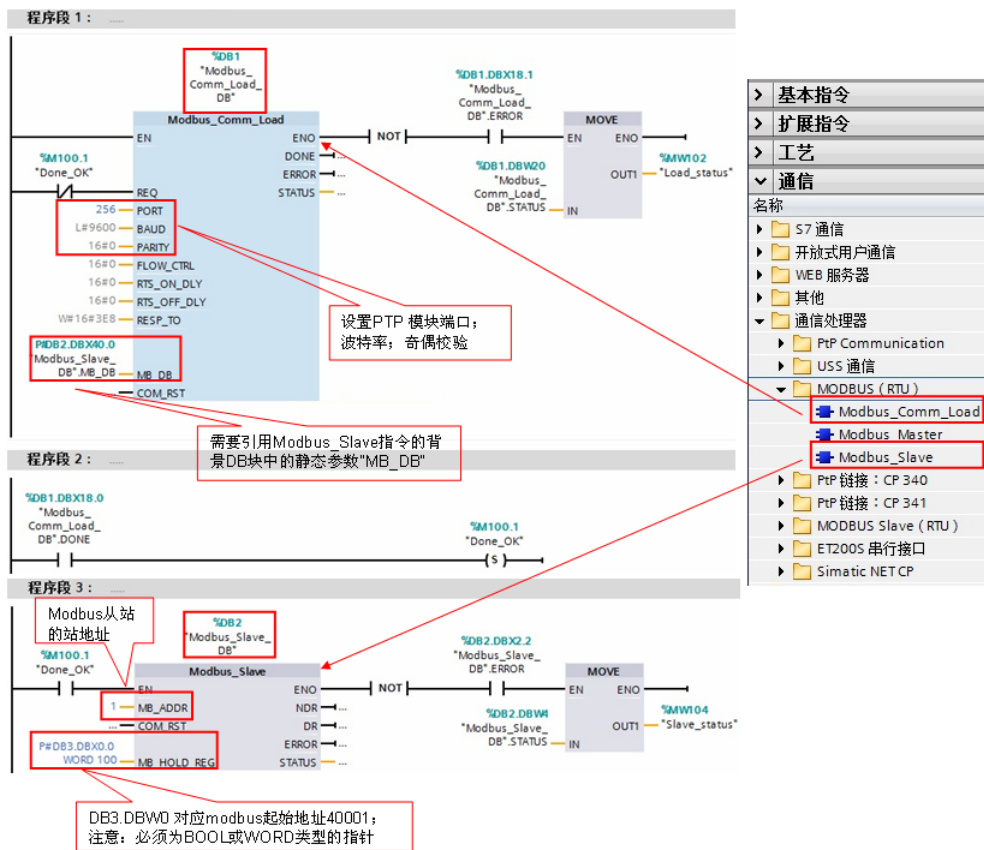 程序段 1： .....
%DB1
"Modbus_
Comm_Load_
DB"
Modbus_Comm_Load
EN
ENO
DONE
...
ERROR
...
STATUS
...
%M100.1
"Done_OK"
REQ
256
PORT
L#9600
BAUD
16#0
PARITY
16#0
FLOW_CTRL
16#0
RTS_ON_DLY
16#0
RTS_OFF_DLY
W#16#3E8
RESP_TO
P#DB2.DBX40.0
"Modbus_Slave_
DB".MB_DB
MB_DB
COM_RST
NOT
%DB1.DBX18.1
"Modbus_
Comm_Load_
DB".ERROR
MOVE
EN
ENO
%DB1.DBW20
"Modbus_
Comm_Load_
DB".STATUS
IN
OUT1
%MW102
"Load_status"
设置PTP 模块端口；
波特率；奇偶校验
需要引用Modbus_Slave指令的背
景DB块中的静态参数"MB_DB"
程序段 2： .....
%DB1.DBX18.0
"Modbus_
Comm_Load_
DB".DONE
%M100.1
"Done_OK"
S
程序段 3： .....
Modbus从站
的站地址
%DB2
"Modbus_Slave_
DB"
%M100.1
"Done_OK"
Modbus_Slave
EN
ENO
1
MB_ADDR
NDR
...
...
COM_RST
DR
...
P#DB3.DBX0.0
WORD 100
MB_HOLD_REG
ERROR
...
STATUS
...
NOT
%DB2.DBX2.2
"Modbus_Slave_
DB".ERROR
MOVE
EN
ENO
%DB2.DBW4
"Modbus_Slave_
DB".STATUS
IN
OUT1
%MW104
"Slave_status"
DB3.DBW0 对应modbus起始地址40001；
注意：必须为BOOL或WORD类型的指针
基本指令
扩展指令
工艺
通信
名称
S7 通信
开放式用户通信
WEB 服务器
其他
通信处理器
PtP Communication
USS 通信
MODBUS（RTU）
Modbus_Comm_Load
Modbus_Master
Modbus_Slave
PtP 链接：CP 340
PtP 链接：CP 341
MODBUS Slave（RTU）
ET200S 串行接口
Simatic NET CP